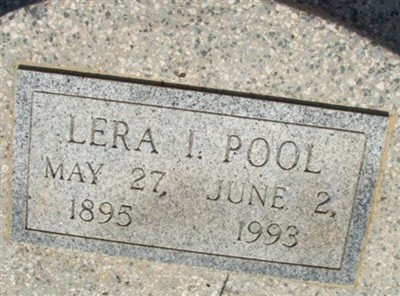 LERA I. POOL
MAY 27, JUNE 2,
1895 1993